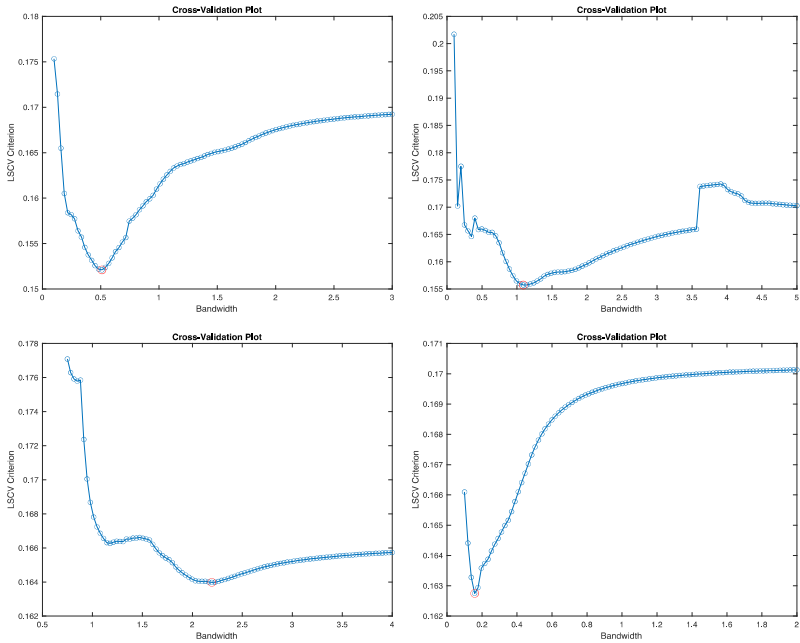 Cross-Validation Plot
0.18
0.175
0.17
0.165
0.16
0.155
0.15
LSCV Criterion
0 0.5 1 1.5 2 2.5 3
Bandwidth
Cross-Validation Plot
0.205
0.2
0.195
0.19
0.185
0.18
0.175
0.17
0.165
0.16
0.155
LSCV Criterion
0 0.5 1 1.5 2 2.5 3 3.5 4 4.5 5
Bandwidth
Cross-Validation Plot
0.178
0.176
0.174
0.172
0.17
0.168
0.166
0.164
0.162
LSCV Criterion
0.5 1 1.5 2 2.5 3 3.5 4
Bandwidth
Cross-Validation Plot
0.171
0.17
0.169
0.168
0.167
0.166
0.165
0.164
0.163
0.162
LSCV Criterion
0 0.2 0.4 0.6 0.8 1 1.2 1.4 1.6 1.8 2
Bandwidth